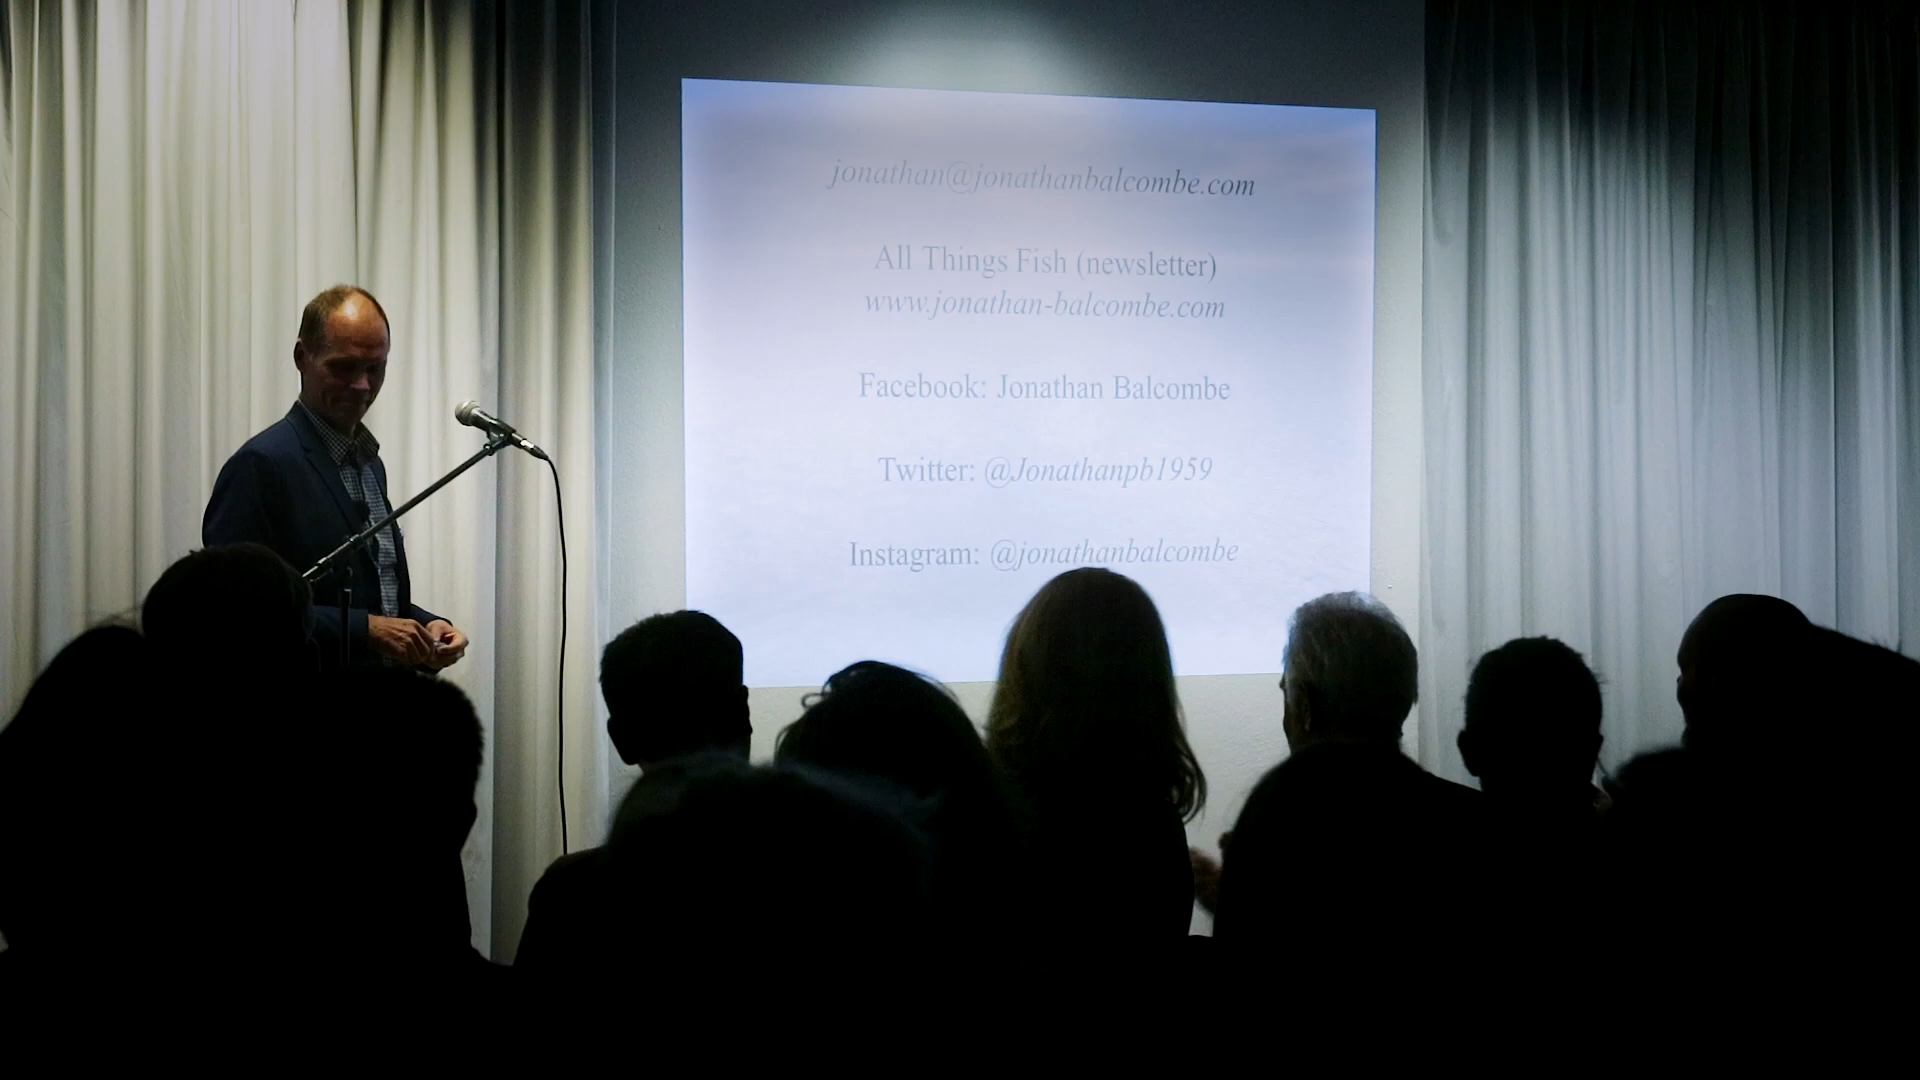 jonathan@jonathanbalcombe.com
All Things Fish (newsletter)
www.jonathan-balcombe.com
Facebook: Jonathan Balcombe
Twitter: @Jonathanpb1959
Instagram: @jonathanbalcombe